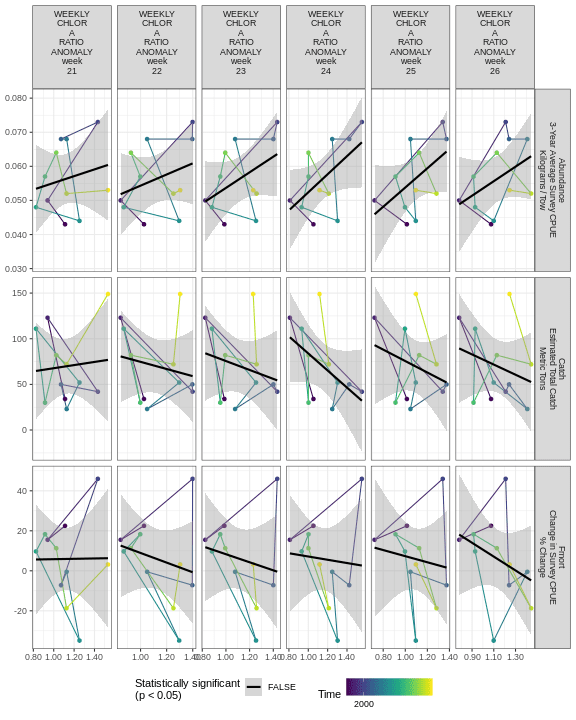 WEEKLY WEEKLY WEEKLY WEEKLY WEEKLY WEEKLY
CHLOR CHLOR CHLOR CHLOR CHLOR CHLOR
A A A A A A
RATIO RATIO RATIO RATIO RATIO RATIO
ANOMALY ANOMALY ANOMALY ANOMALY ANOMALY ANOMALY
week week week week week week
21 22 23 24 25 26
0.080
0.070
0.060
0.050
0.040
0.030
Abundance
3-Year Average Survey CPUE
Kilograms / Tow
150
100
50
0
Catch
Estimated Total Catch
Metric Tons
40
20
0
-20
Fmort
Change in Survey CPUE
% Change
0.80 1.00 1.20 1.40
1.00 1.20 1.40
0.80 1.00 1.20 1.40
0.80 1.00 1.20 1.40
0.80 1.00 1.20 1.40
0.90 1.10 1.30
Statistically significant
(p < 0.05)
FALSE
Time
2000